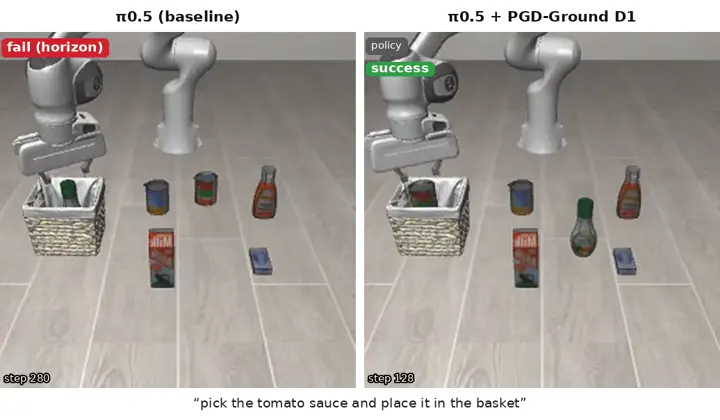 π0.5 (baseline)
π0.5 + PGD-Ground D1
fail (horizon)
policy
success
step 280
step 128
“pick the tomato sauce and place it in the basket”